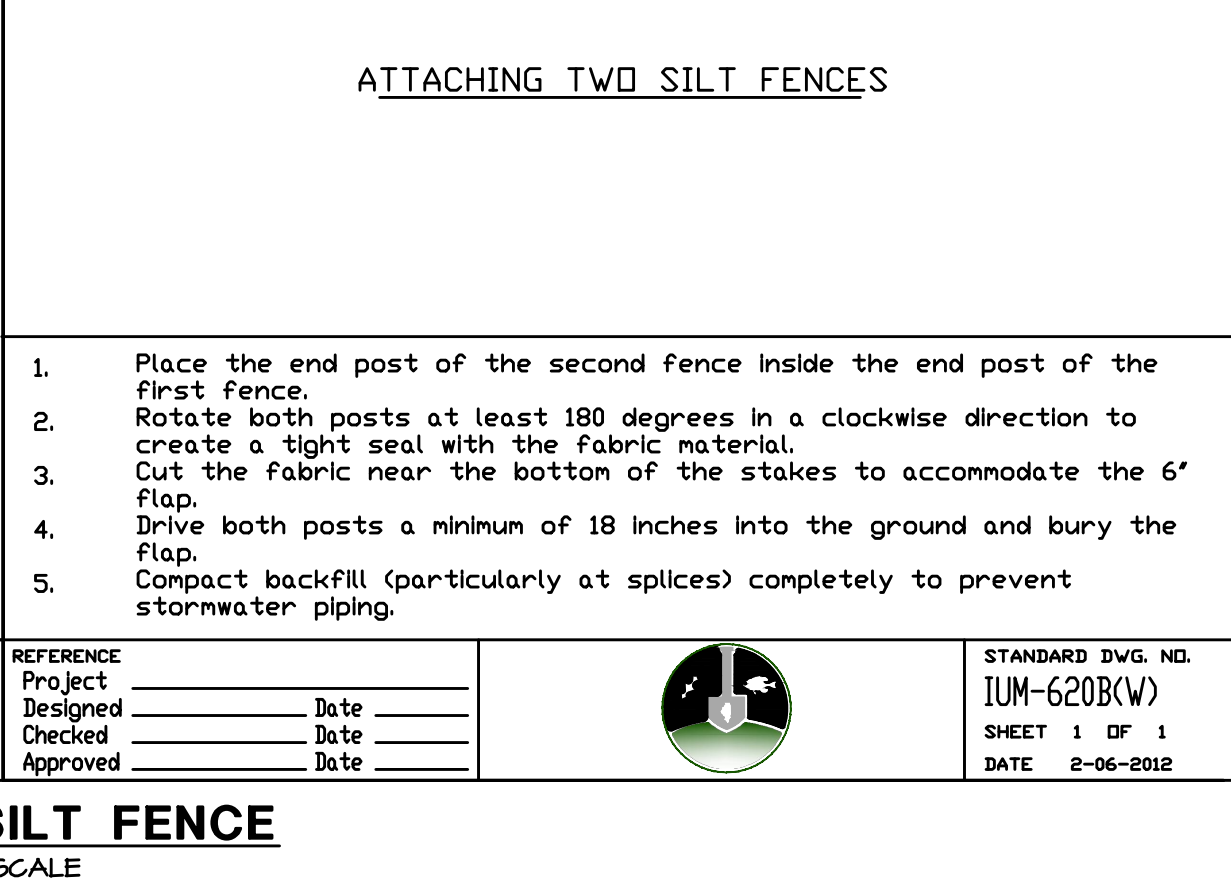 ATTACHING TWO SILT FENCES
1. Place the end post of the second fence inside the end post of the
first fence.
2. Rotate both posts at least 180 degrees in a clockwise direction to
create a tight seal with the fabric material.
3. Cut the fabric near the bottom of the stakes to accommodate the 6"
flap.
4. Drive both posts a minimum of 18 inches into the ground and bury the
flap.
5. Compact backfill (particularly at splices) completely to prevent
stormwater piping.
REFERENCE
Project
Designed Date
Checked Date
Approved Date
STANDARD DWG. NO.
IUM-620B(W)
SHEET 1 OF 1
DATE 2-06-2012
SILT FENCE
SCALE